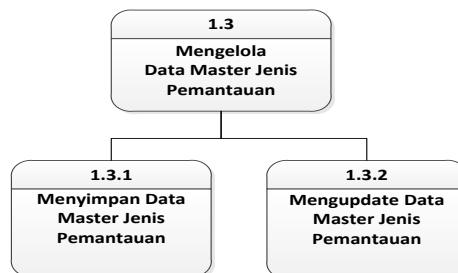 1.3
Mengelola
Data Master Jenis
Pemantauan
1.3.1
Menyimpan Data
Master Jenis
Pemantauan
1.3.2
Mengupdate Data
Master Jenis
Pemantauan